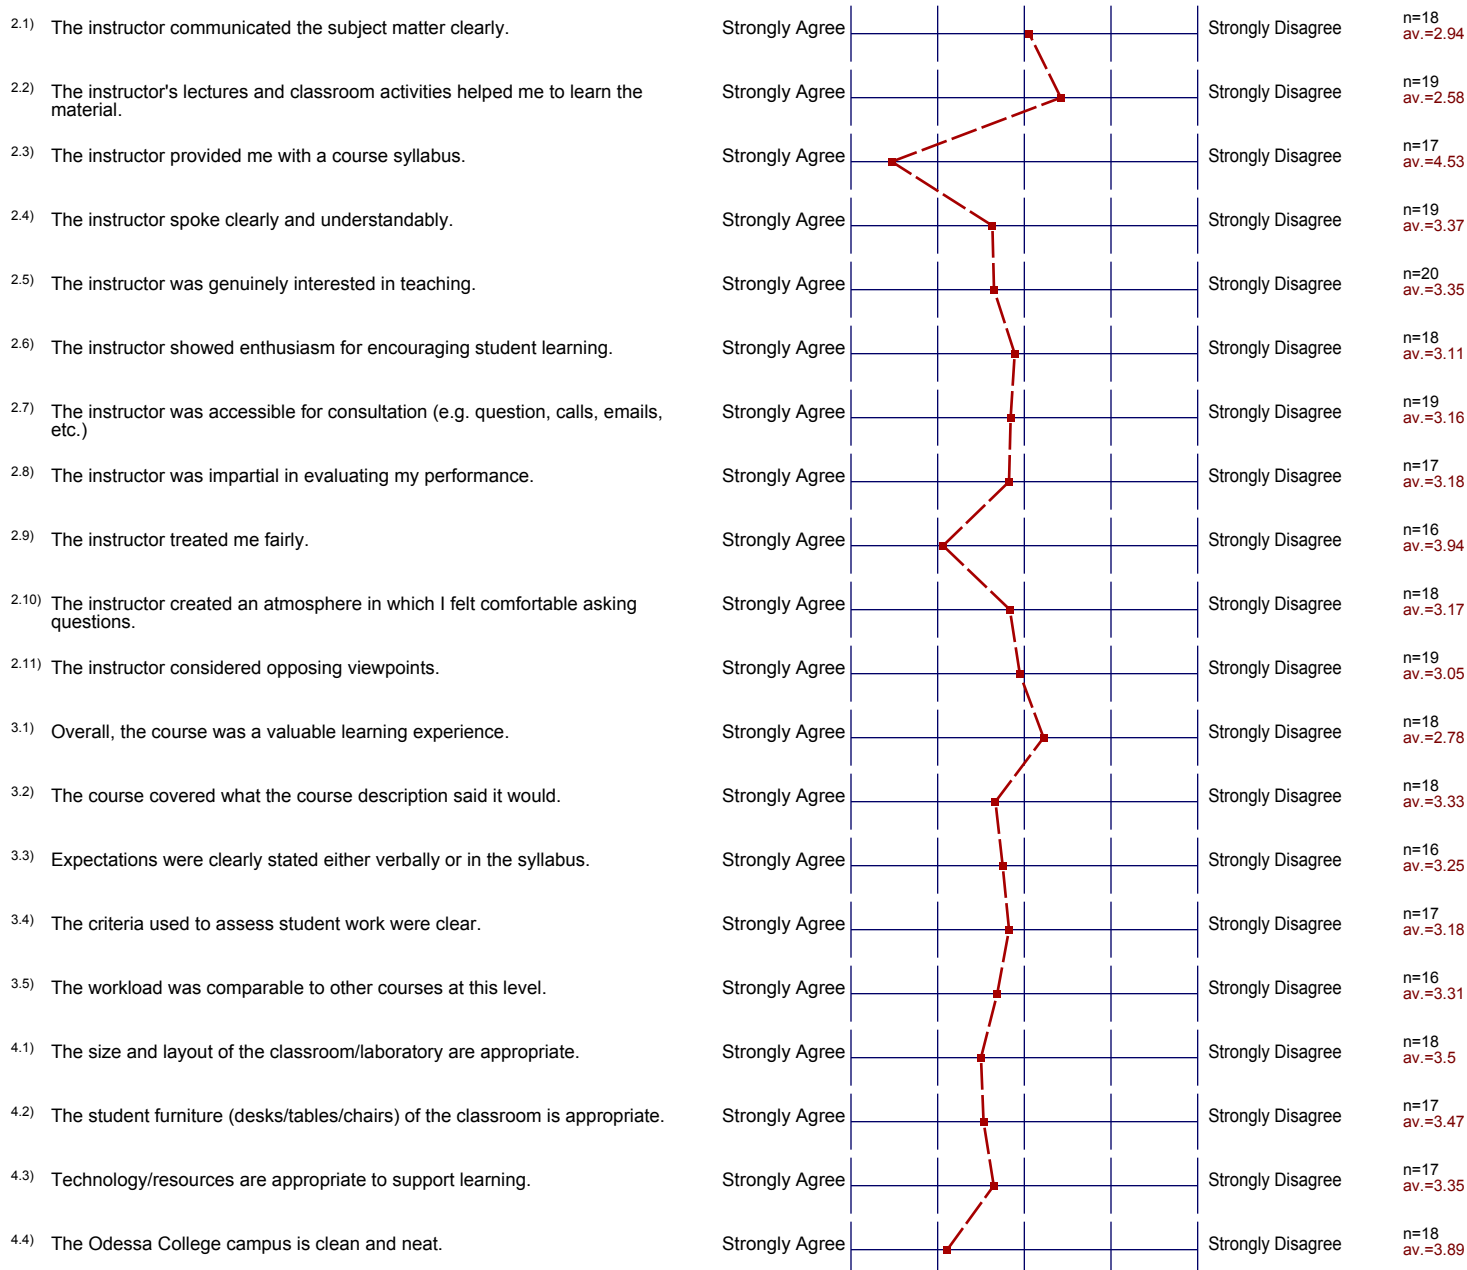 2.1) The instructor communicated the subject matter clearly. Strongly Agree Strongly Disagree n=18
av.=2.94
2.2) The instructor's lectures and classroom activities helped me to learn the
material. Strongly Agree Strongly Disagree n=19
av.=2.58
2.3) The instructor provided me with a course syllabus. Strongly Agree Strongly Disagree n=17
av.=4.53
2.4) The instructor spoke clearly and understandably. Strongly Agree Strongly Disagree n=19
av.=3.37
2.5) The instructor was genuinely interested in teaching. Strongly Agree Strongly Disagree n=20
av.=3.35
2.6) The instructor showed enthusiasm for encouraging student learning. Strongly Agree Strongly Disagree n=18
av.=3.11
2.7) The instructor was accessible for consultation (e.g. question, calls, emails,
etc.) Strongly Agree Strongly Disagree n=19
av.=3.16
2.8) The instructor was impartial in evaluating my performance. Strongly Agree Strongly Disagree n=17
av.=3.18
2.9) The instructor treated me fairly. Strongly Agree Strongly Disagree n=16
av.=3.94
2.10) The instructor created an atmosphere in which I felt comfortable asking
questions. Strongly Agree Strongly Disagree n=18
av.=3.17
2.11) The instructor considered opposing viewpoints. Strongly Agree Strongly Disagree n=19
av.=3.05
3.1) Overall, the course was a valuable learning experience. Strongly Agree Strongly Disagree n=18
av.=2.78
3.2) The course covered what the course description said it would. Strongly Agree Strongly Disagree n=18
av.=3.33
3.3) Expectations were clearly stated either verbally or in the syllabus. Strongly Agree Strongly Disagree n=16
av.=3.25
3.4) The criteria used to assess student work were clear. Strongly Agree Strongly Disagree n=17
av.=3.18
3.5) The workload was comparable to other courses at this level. Strongly Agree Strongly Disagree n=16
av.=3.31
4.1) The size and layout of the classroom/laboratory are appropriate. Strongly Agree Strongly Disagree n=18
av.=3.5
4.2) The student furniture (desks/tables/chairs) of the classroom is appropriate. Strongly Agree Strongly Disagree n=17
av.=3.47
4.3) Technology/resources are appropriate to support learning. Strongly Agree Strongly Disagree n=17
av.=3.35
4.4) The Odessa College campus is clean and neat. Strongly Agree Strongly Disagree n=18
av.=3.89